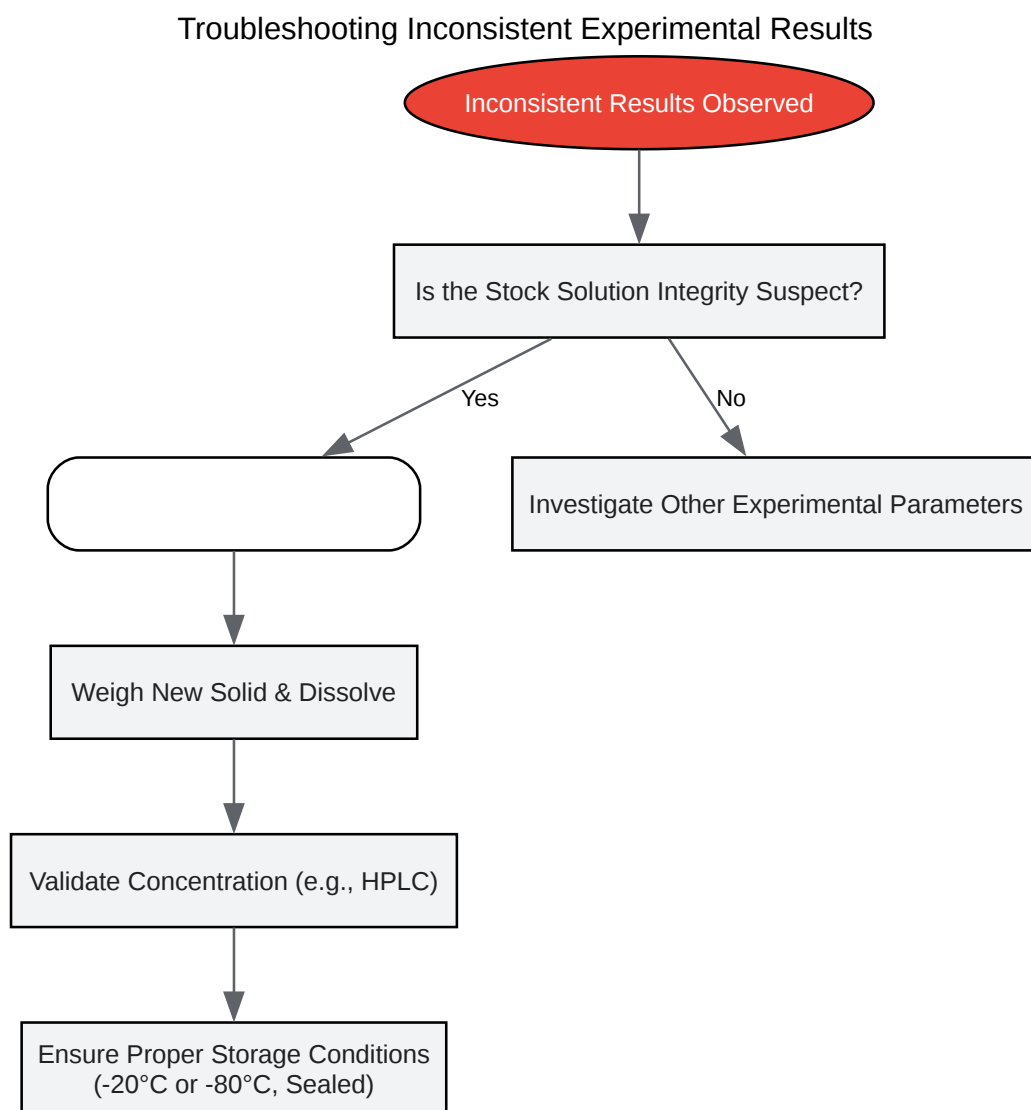 Troubleshooting Inconsistent Experimental Results
Inconsistent Results Observed
Is the Stock Solution Integrity Suspect?
Yes
No
Investigate Other Experimental Parameters
Weigh New Solid & Dissolve
Validate Concentration (e.g., HPLC)
Ensure Proper Storage Conditions
(-20°C or -80°C, Sealed)